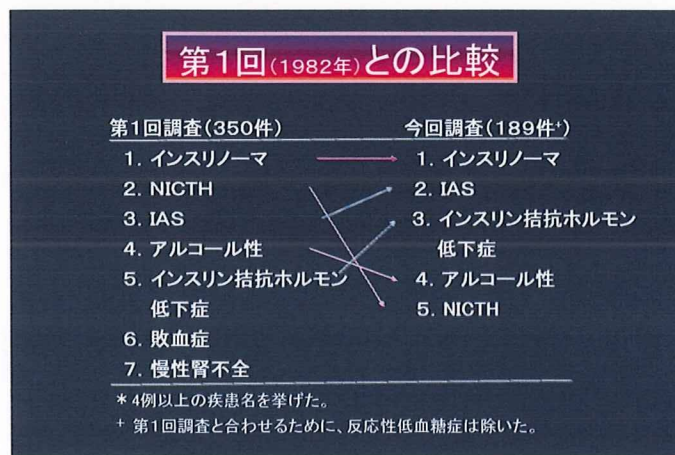 第1回(1982年)との比較
第1回調査(350件)
1. インスリノーマ
2. NICTH
3. IAS
4. アルコール性
5. インスリン拮抗ホルモン
低下症
6. 敗血症
7. 慢性腎不全
今回調査(189件+)
1. インスリノーマ
2. IAS
3. インスリン拮抗ホルモン
低下症
4. アルコール性
5. NICTH
* 4例以上の疾患名を挙げた。
+ 第1回調査と合わせるために、反応性低血糖症は除いた。